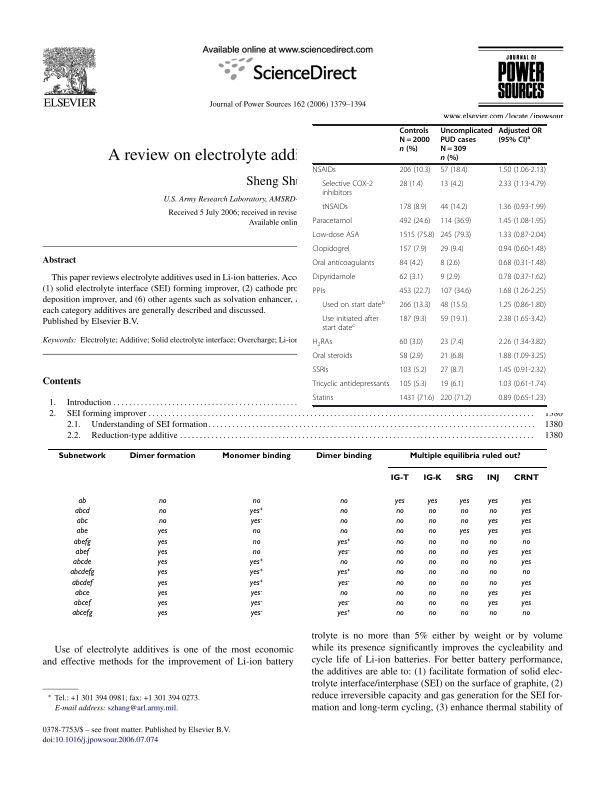 Available online at www.sciencedirect.com
ScienceDirect
ELSEVIER
JOURNAL OF
POWER
SOURCES
Journal of Power Sources 162 (2006) 1379–1394
www.elsevier.com/locate/jpowsour
A review on electrolyte addi
Sheng Sh
U.S. Army Research Laboratory, AMSRD-
Received 5 July 2006; received in revise
Available onlin
Abstract
This paper reviews electrolyte additives used in Li-ion batteries. Acc
(1) solid electrolyte interface (SEI) forming improver, (2) cathode pro
deposition improver, and (6) other agents such as solvation enhancer,
each category additives are generally described and discussed.
Published by Elsevier B.V.
Keywords: Electrolyte; Additive; Solid electrolyte interface; Overcharge; Li-ion
Controls Uncomplicated Adjusted OR
N = 2000 PUD cases (95% CI)a
n (%) N = 309
n (%)
NSAIDs 206 (10.3) 57 (18.4) 1.50 (1.06-2.13)
Selective COX-2 28 (1.4) 13 (4.2) 2.33 (1.13-4.79)
inhibitors
tNSAIDs 178 (8.9) 44 (14.2) 1.36 (0.93-1.99)
Paracetamol 492 (24.6) 114 (36.9) 1.45 (1.08-1.95)
Low-dose ASA 1515 (75.8) 245 (79.3) 1.33 (0.87-2.04)
Clopidogrel 157 (7.9) 29 (9.4) 0.94 (0.60-1.48)
Oral anticoagulants 84 (4.2) 8 (2.6) 0.68 (0.31-1.48)
Dipyridamole 62 (3.1) 9 (2.9) 0.78 (0.37-1.62)
PPIs 453 (22.7) 107 (34.6) 1.68 (1.26-2.25)
Used on start dateb 266 (13.3) 48 (15.5) 1.25 (0.86-1.80)
Use initiated after 187 (9.3) 59 (19.1) 2.38 (1.65-3.42)
start datec
H2RAs 60 (3.0) 23 (7.4) 2.26 (1.34-3.82)
Oral steroids 58 (2.9) 21 (6.8) 1.88 (1.09-3.25)
SSRIs 103 (5.2) 27 (8.7) 1.45 (0.91-2.32)
Tricyclic antidepressants 105 (5.3) 19 (6.1) 1.03 (0.61-1.74)
Statins 1431 (71.6) 220 (71.2) 0.89 (0.65-1.23)
Contents
1. Introduction
2. SEI forming improver 1380
2.1. Understanding of SEI formation 1380
2.2. Reduction-type additive 1380
Subnetwork Dimer formation Monomer binding Dimer binding Multiple equilibria ruled out?
IG-T IG-K SRG INJ CRNT
ab no no no yes yes yes yes yes
abcd no yes+ no no no no no yes
abc no yes- no no no no yes yes
abe yes no no no no yes yes yes
abefg yes no yes+ no no no no no
abef yes no yes- no no no yes yes
abcde yes yes+ no no no no no yes
abcdefg yes yes+ yes+ no no no no no
abcdef yes yes+ yes- no no no no yes
abce yes yes- no no no no yes yes
abcef yes yes- yes- no no no yes yes
abcefg yes yes- yes+ no no no no no
Use of electrolyte additives is one of the most economic
and effective methods for the improvement of Li-ion battery
* Tel.: +1 301 394 0981; fax: +1 301 394 0273.
E-mail address: szhang@arl.army.mil.
trolyte is no more than 5% either by weight or by volume
while its presence significantly improves the cycleability and
cycle life of Li-ion batteries. For better battery performance,
the additives are able to: (1) facilitate formation of solid elec-
trolyte interface/interphase (SEI) on the surface of graphite, (2)
reduce irreversible capacity and gas generation for the SEI for-
mation and long-term cycling, (3) enhance thermal stability of
0378-7753/$ – see front matter. Published by Elsevier B.V.
doi:10.1016/j.jpowsour.2006.07.074